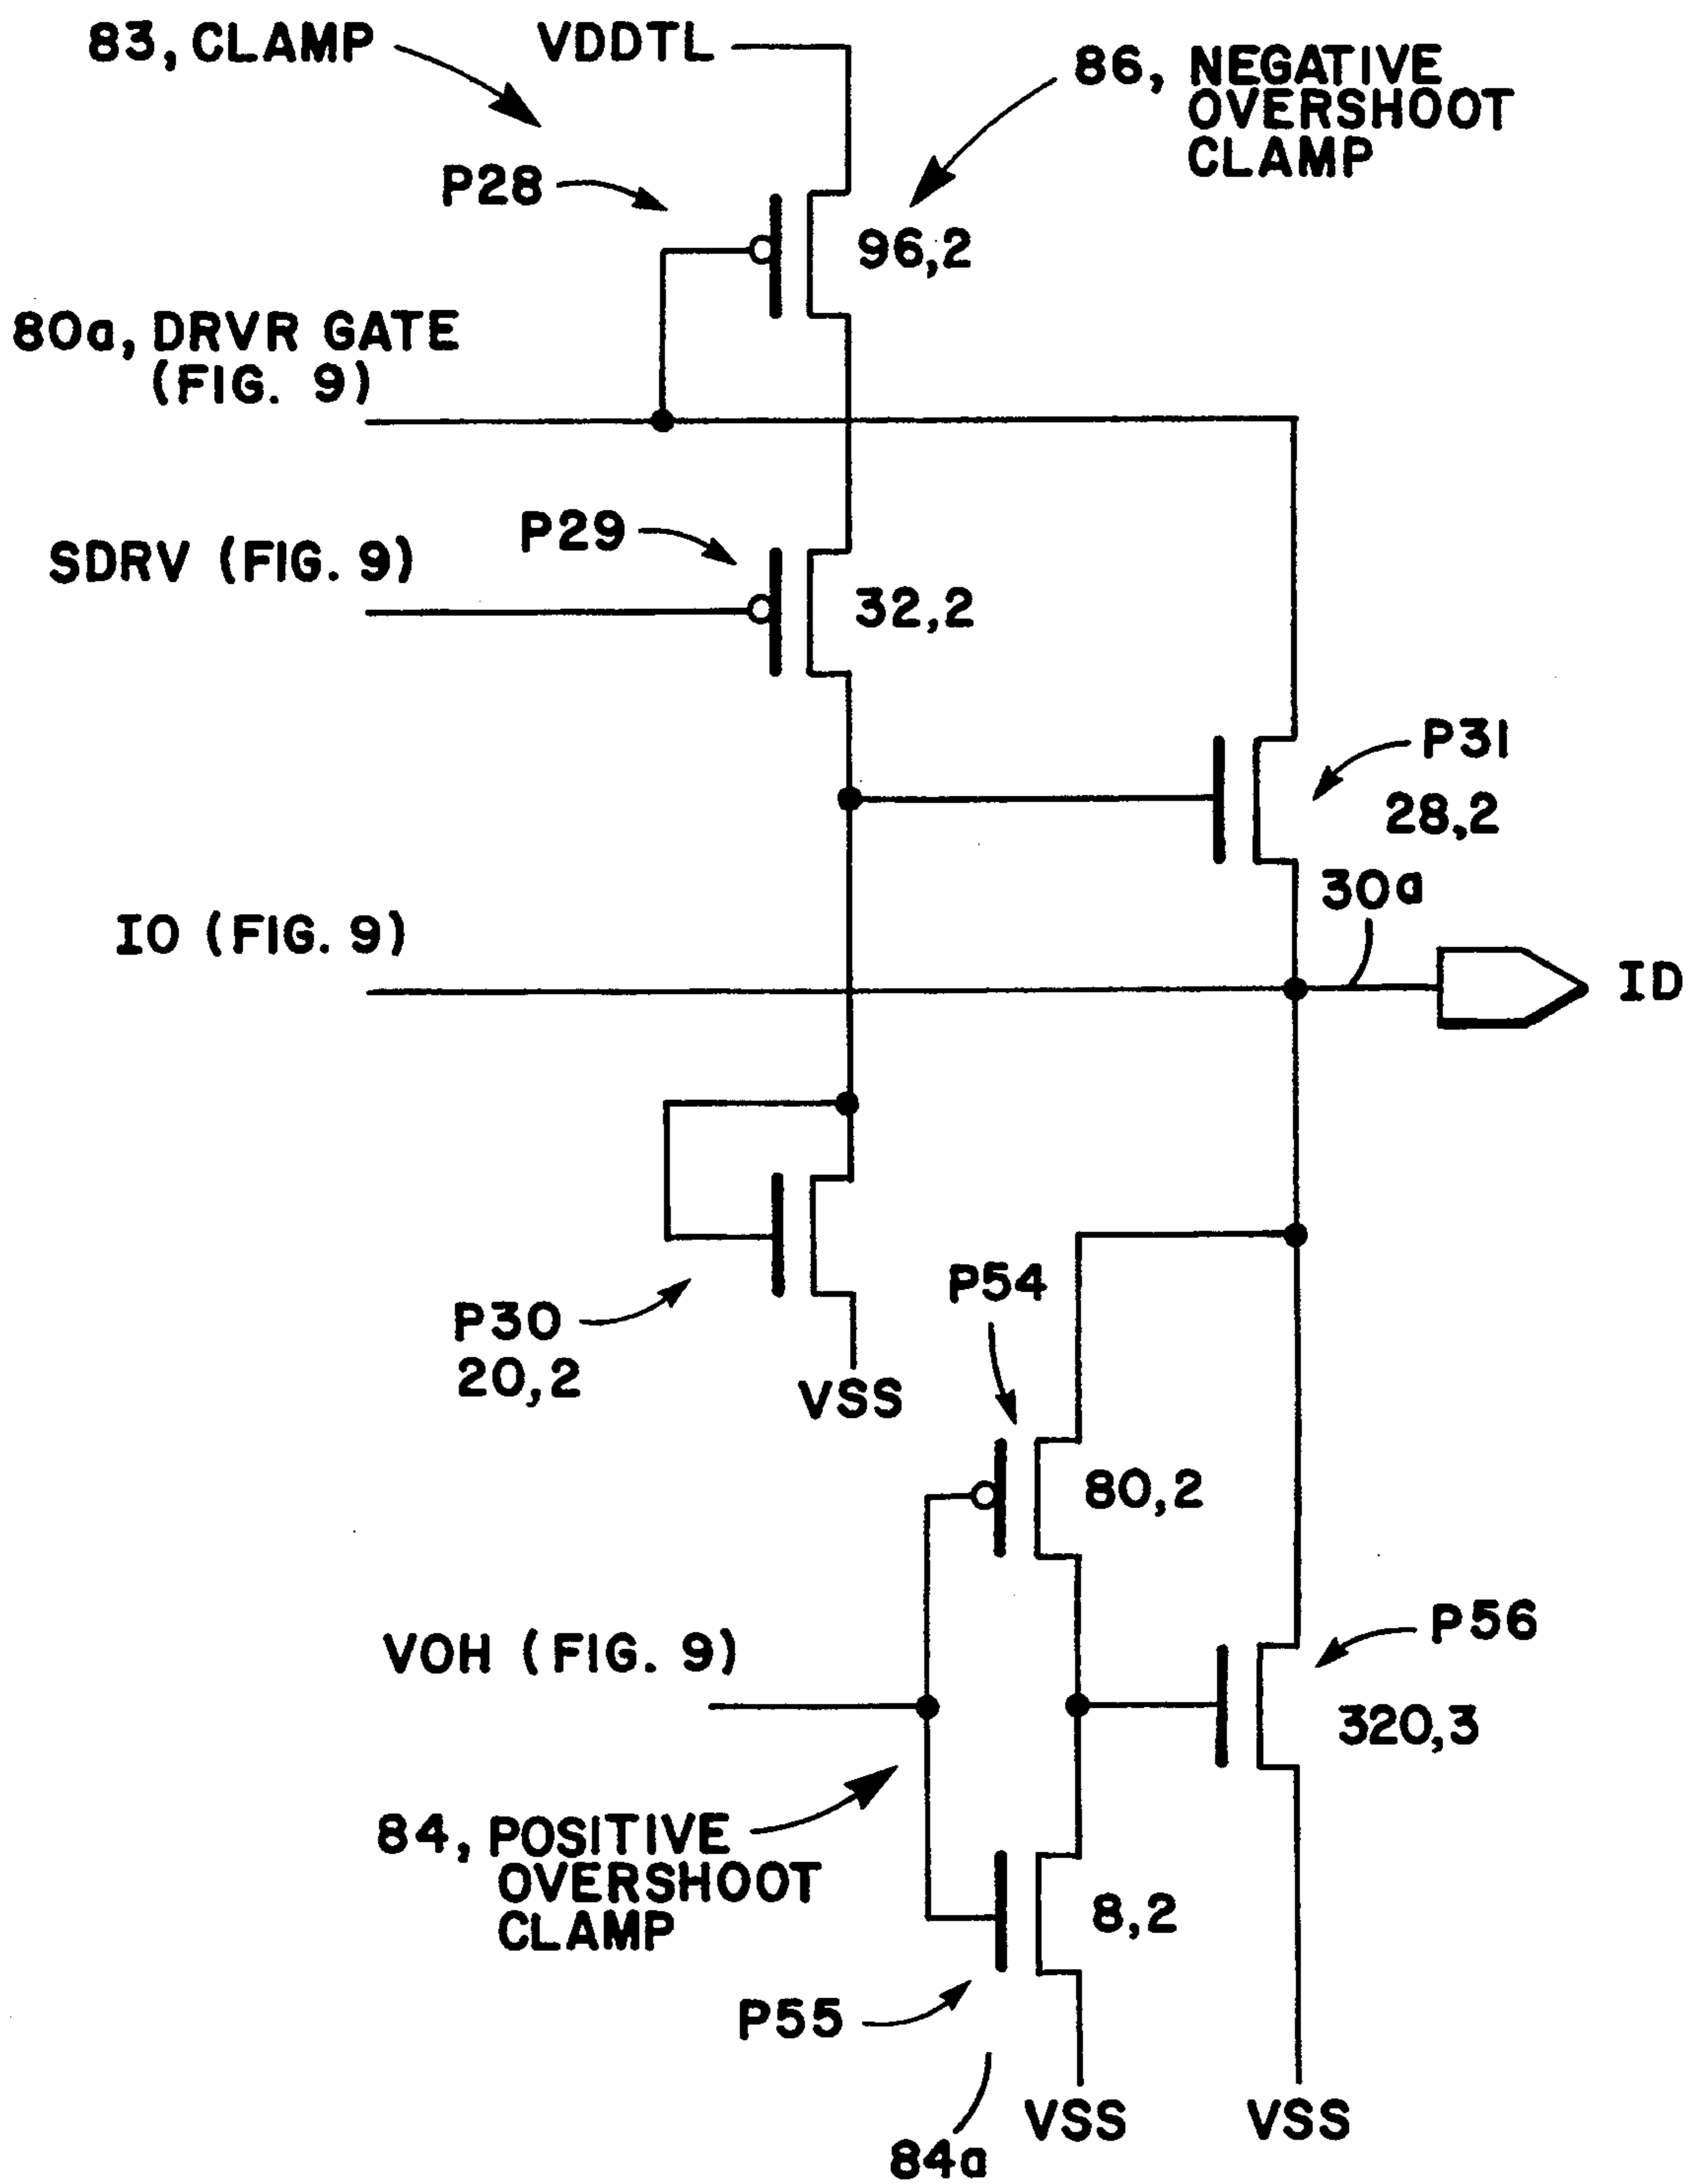 83, CLAMP
VDDTL
86, NEGATIVE
OVERSHOOT
CLAMP
P28
96,2
80a, DRVR GATE
(FIG. 9)
P29
SDRV (FIG. 9)
32,2
P31
28,2
30a
IO (FIG. 9)
ID
P54
P30
20,2
VSS
80,2
P56
VOH (FIG. 9)
320,3
84, POSITIVE
OVERSHOOT
CLAMP
8,2
P55
VSS
VSS
84a